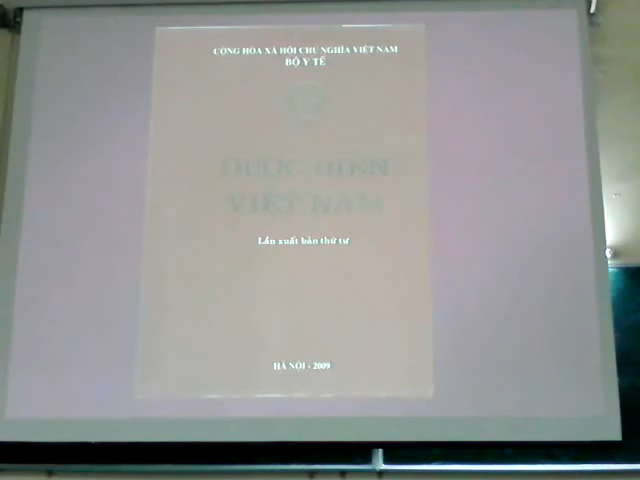 CỘNG HÒA XÃ HỘI CHỦ NGHĨA VIỆT NAM
BỘ Y TẾ
DƯỢC ĐIỂN
VIỆT NAM
Lần xuất bản thứ tư
HÀ NỘI - 2009